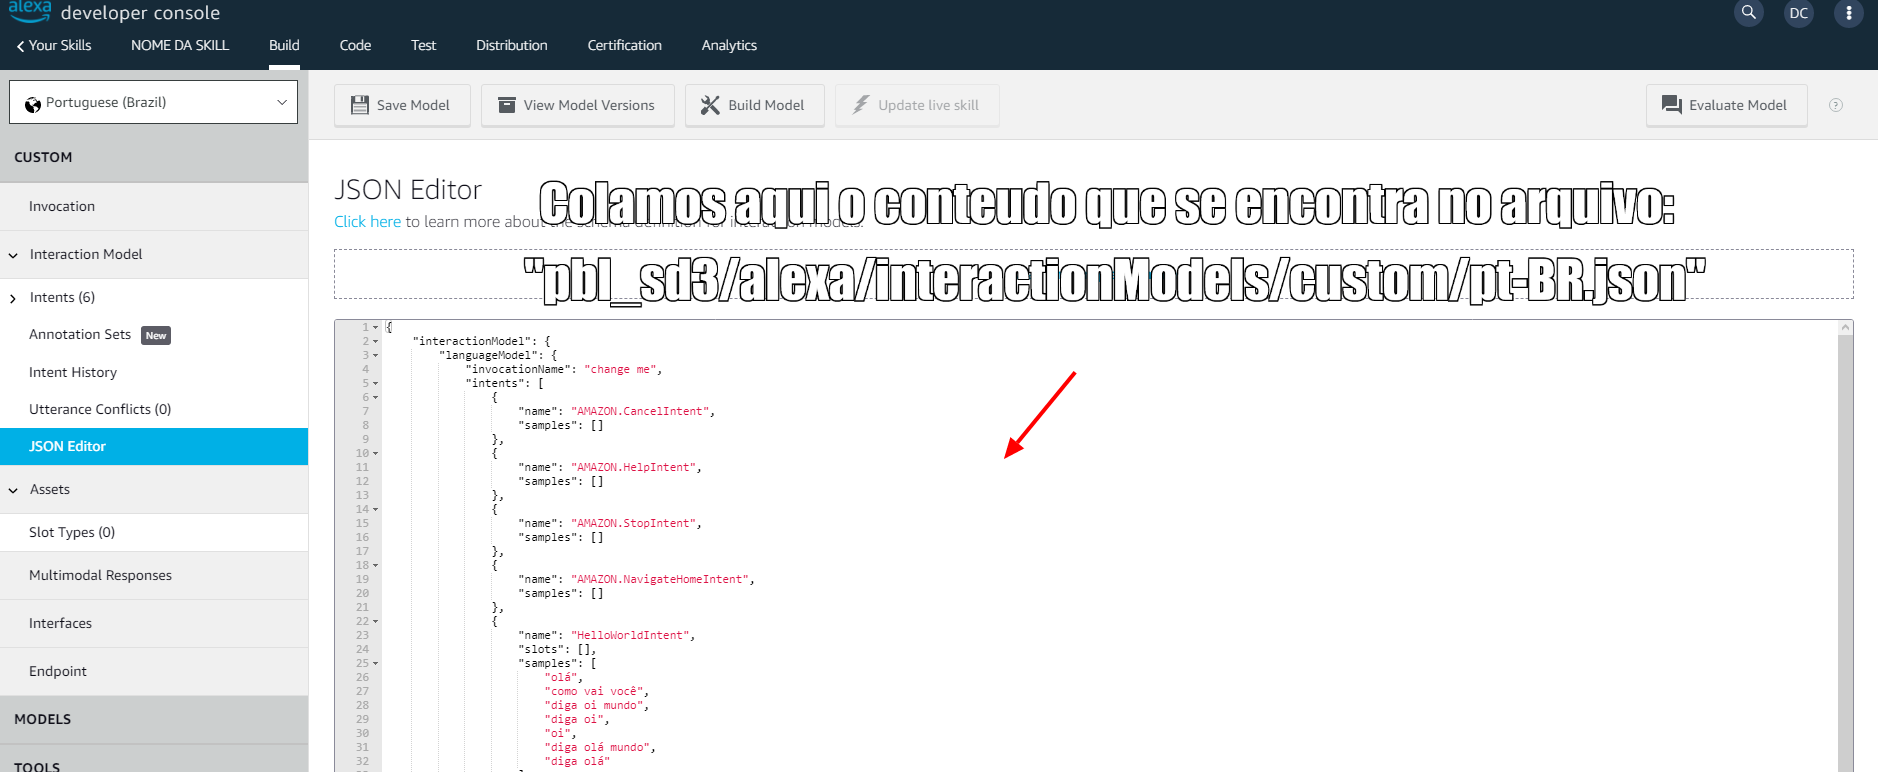 alexa developer console
DC
Your Skills
NOME DA SKILL
Build
Code
Test
Distribution
Certification
Analytics
Portuguese (Brazil)
Save Model
View Model Versions
Build Model
Update live skill
Evaluate Model
?
CUSTOM
Invocation
Interaction Model
Intents (6)
Annotation Sets New
Intent History
Utterance Conflicts (0)
JSON Editor
Assets
Slot Types (0)
Multimodal Responses
Interfaces
Endpoint
MODELS
TOOLS
JSON Editor
Colamos aqui o conteudo que se encontra no arquivo:
Click here to learn more about the schema definition for interaction models.
"pbl_sd3/alexa/interactionModels/custom/pt-BR.json"
1 {
2 "interactionModel": {
3 "languageModel": {
4 "invocationName": "change me",
5 "intents": [
6 {
7 "name": "AMAZON.CancelIntent",
8 "samples": []
9 },
10 {
11 "name": "AMAZON.HelpIntent",
12 "samples": []
13 },
14 {
15 "name": "AMAZON.StopIntent",
16 "samples": []
17 },
18 {
19 "name": "AMAZON.NavigateHomeIntent",
20 "samples": []
21 },
22 {
23 "name": "HelloWorldIntent",
24 "slots": [],
25 "samples": [
26 "olá",
27 "como vai você",
28 "diga oi mundo",
29 "diga oi",
30 "oi",
31 "diga olá mundo",
32 "diga olá"